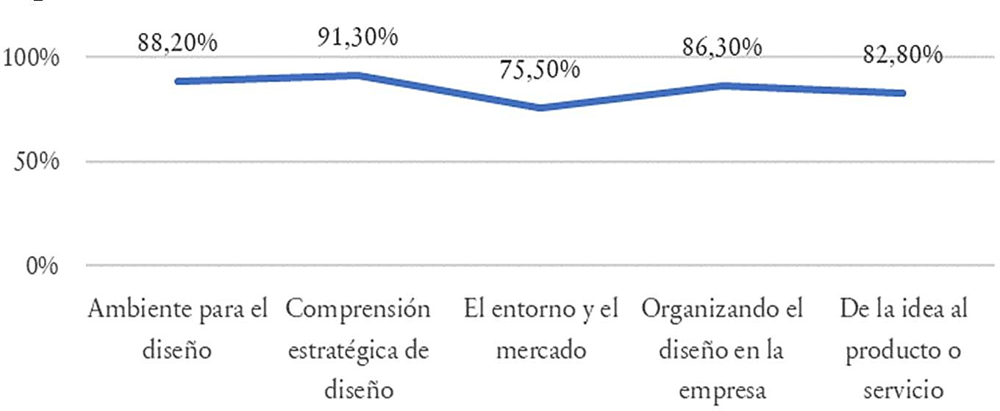 88,20%
91,30%
75,50%
86,30%
82,80%
100%
50%
0%
Ambiente para el
diseño
Comprensión
estratégica de
diseño
El entorno y el
mercado
Organizando el
diseño en la
empresa
De la idea al
producto o
servicio